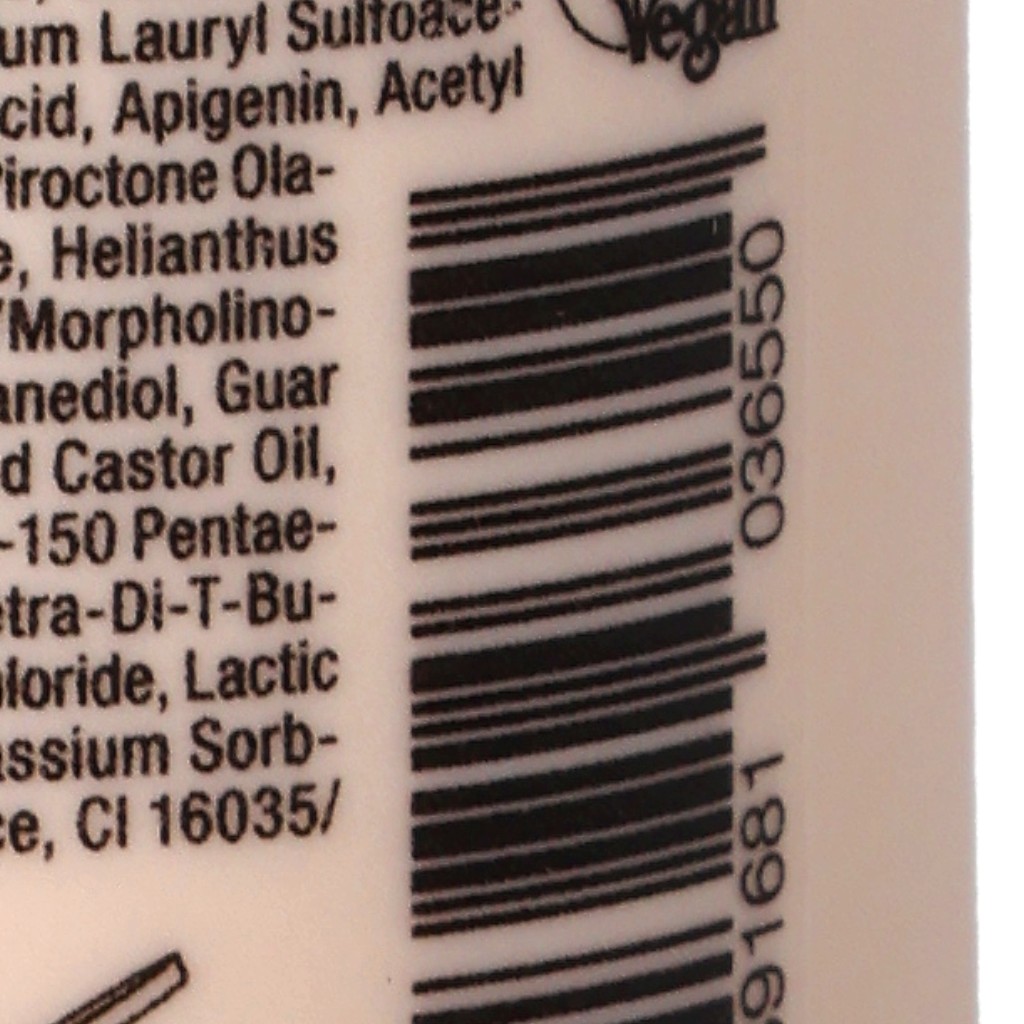 um Lauryl Sulfoace-
cid, Apigenin, Acetyl
Piroctone Ola-
e, Helianthus
/Morpholino-
anediol, Guar
d Castor Oil,
-150 Pentae-
etra-Di-T-Bu-
loride, Lactic
assium Sorb-
ce, CI 16035/
Vegan
91681 036550